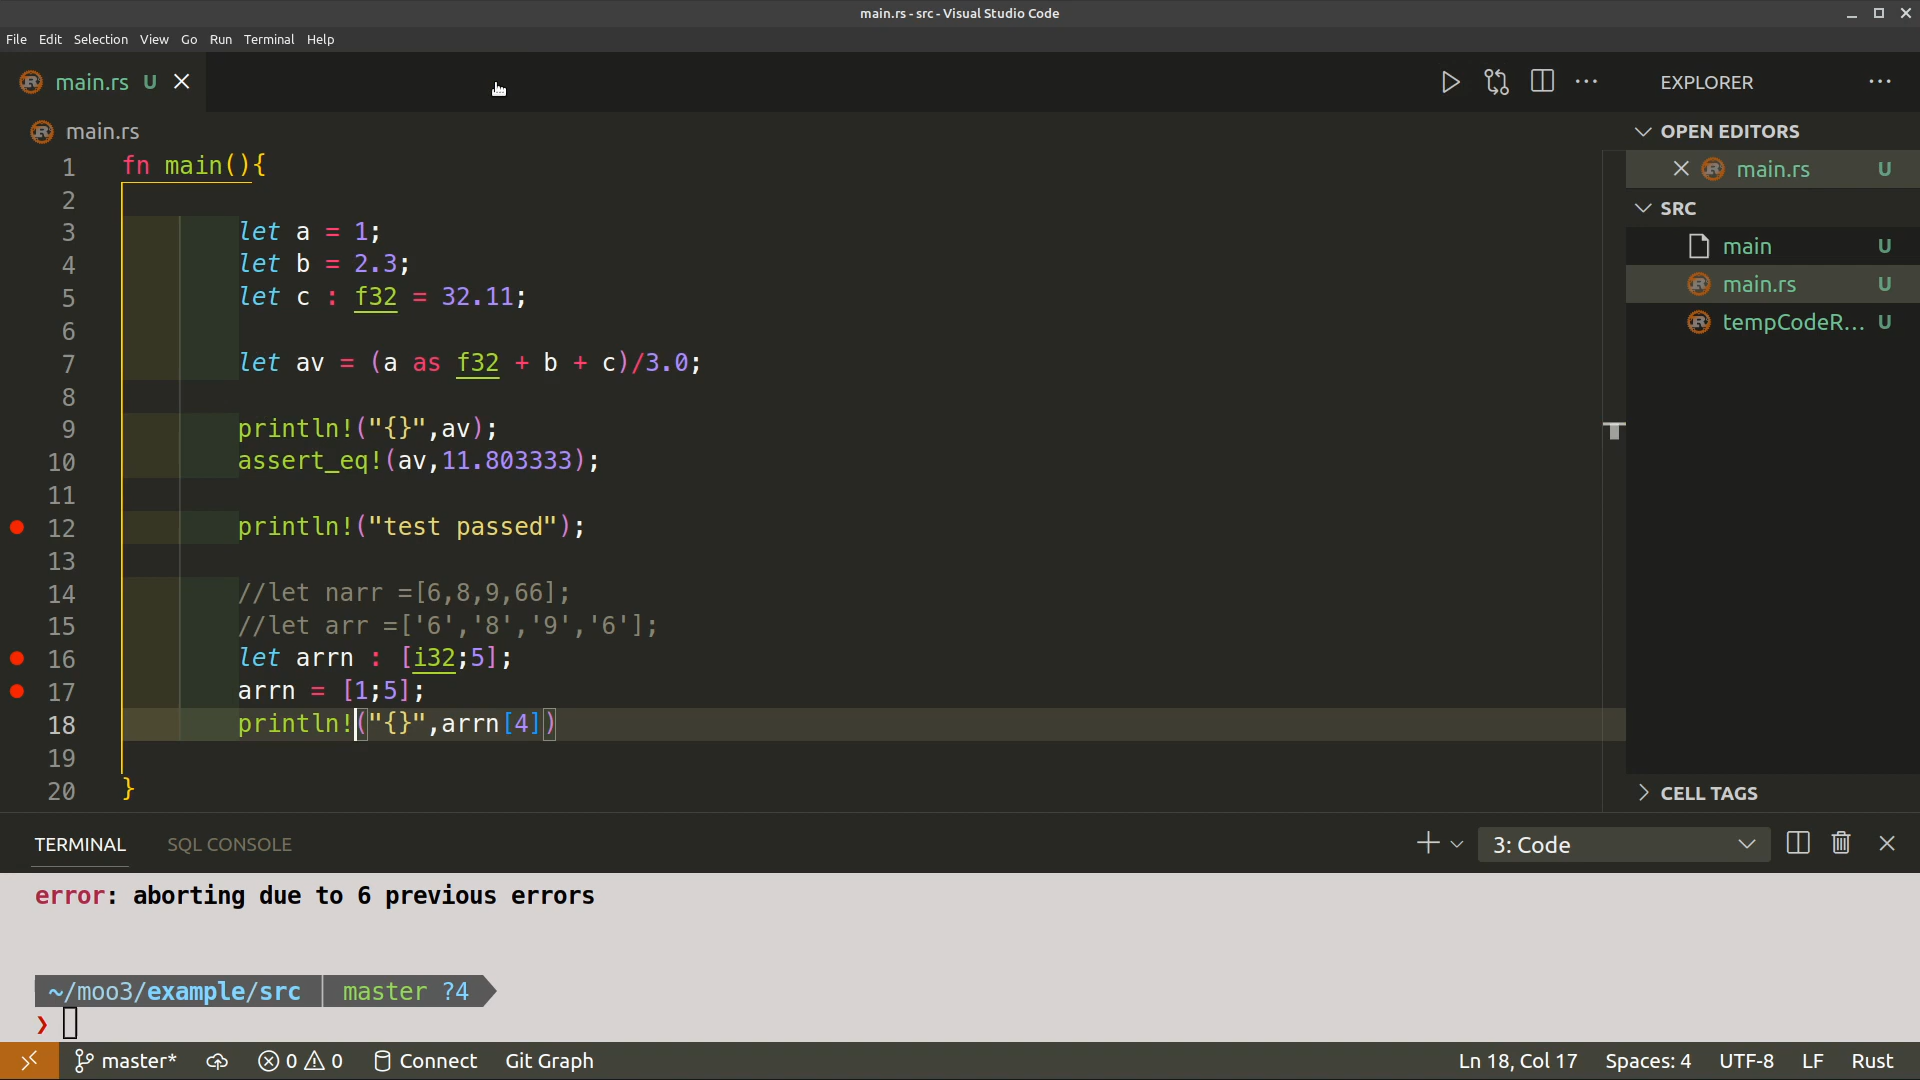 main.rs - src - Visual Studio Code
File Edit Selection View Go Run Terminal Help
main.rs U
EXPLORER
main.rs
OPEN EDITORS
main.rs U
SRC
main U
main.rs U
tempCodeR... U
CELL TAGS
1 fn main(){
2
3 let a = 1;
4 let b = 2.3;
5 let c : f32 = 32.11;
6
7 let av = (a as f32 + b + c)/3.0;
8
9 println!("{}",av);
10 assert_eq!(av,11.803333);
11
12 println!("test passed");
13
14 //let narr =[6,8,9,66];
15 //let arr =['6','8','9','6'];
16 let arrn : [i32;5];
17 arrn = [1;5];
18 println!("{}",arrn[4])
19
20 }
TERMINAL SQL CONSOLE
3: Code
error: aborting due to 6 previous errors
~/moo3/example/src master ?4
❯
master* 0 0 Connect Git Graph
Ln 18, Col 17 Spaces: 4 UTF-8 LF Rust